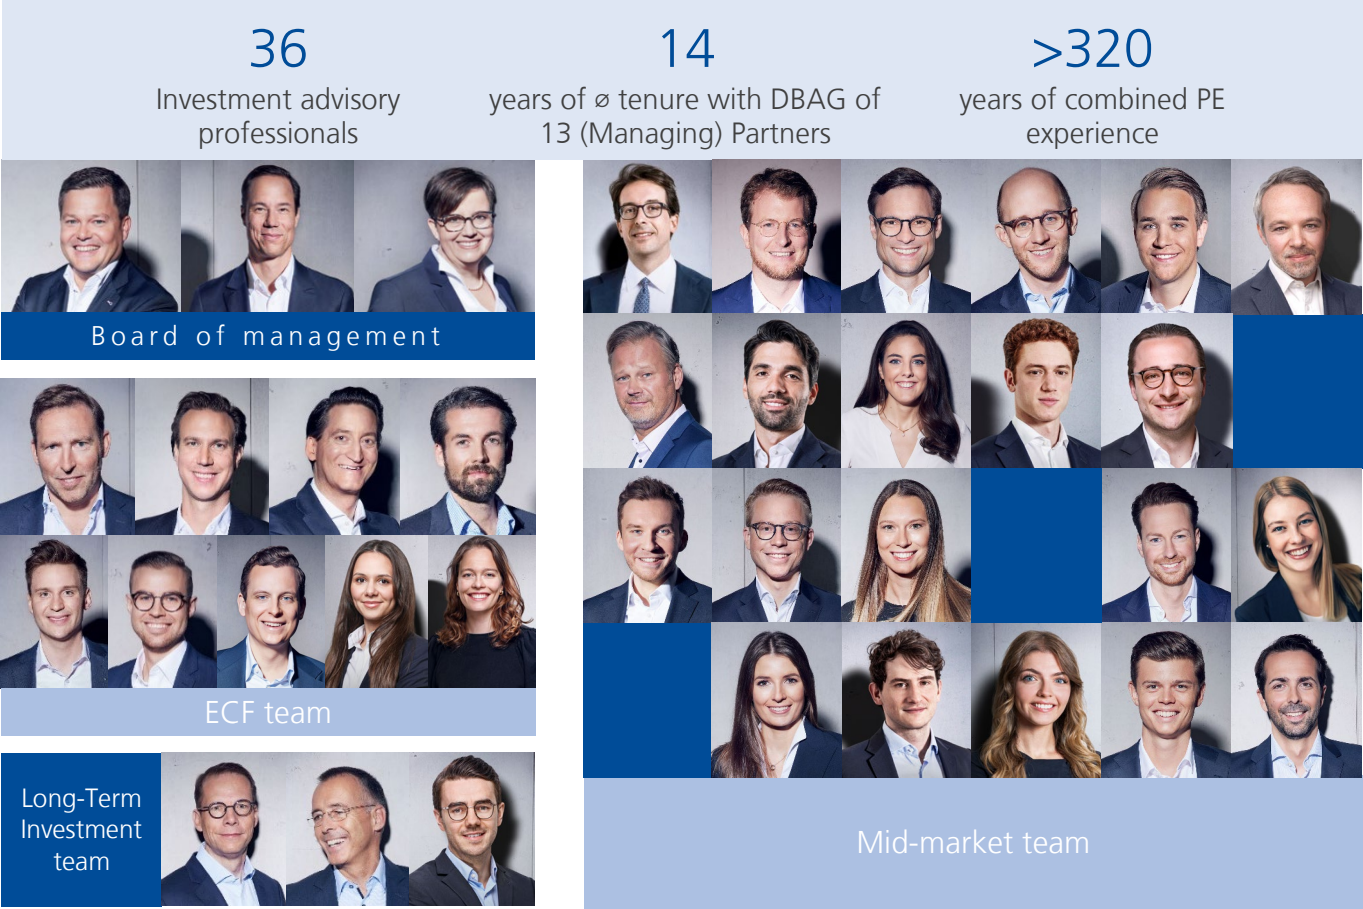 36
Investment advisory
professionals
14
years of ⌀ tenure with DBAG of
13 (Managing) Partners
>320
years of combined PE
experience
Board of management
ECF team
Long-Term
Investment
team
Mid-market team